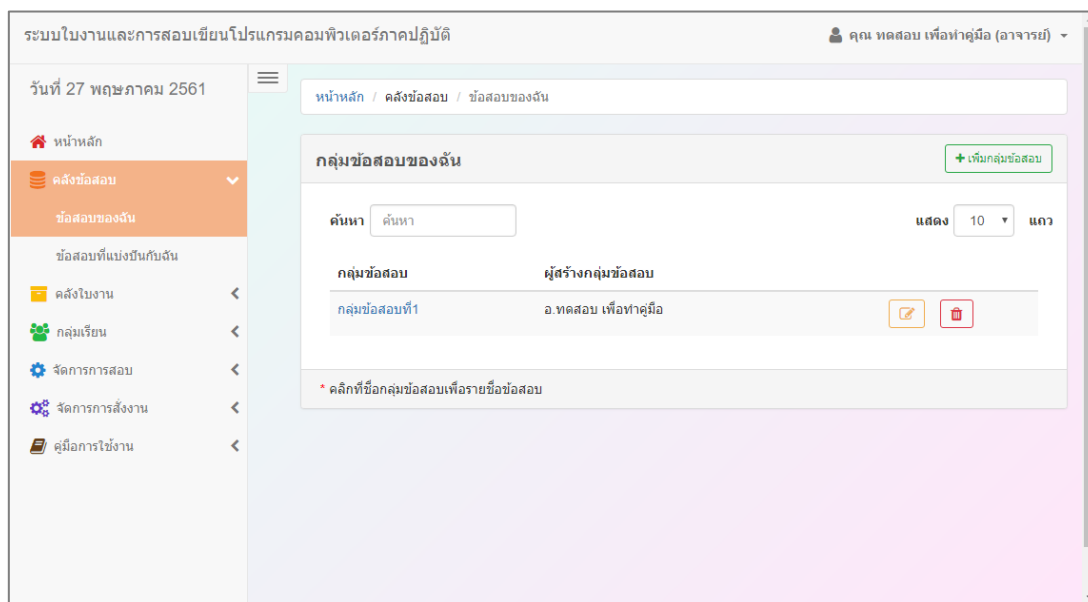 ระบบใบงานและการสอบเขียนโปรแกรมคอมพิวเตอร์ภาคปฏิบัติ
คุณ ทดสอบ เพื่อทำคู่มือ (อาจารย์)
วันที่ 27 พฤษภาคม 2561
หน้าหลัก / คลังข้อสอบ / ข้อสอบของฉัน
หน้าหลัก
คลังข้อสอบ
ข้อสอบของฉัน
ข้อสอบที่แบ่งปันกับฉัน
คลังใบงาน
กลุ่มเรียน
จัดการการสอบ
จัดการการสั่งงาน
คู่มือการใช้งาน
กลุ่มข้อสอบของฉัน
+ เพิ่มกลุ่มข้อสอบ
ค้นหา ค้นหา
แสดง 10 แถว
กลุ่มข้อสอบ ผู้สร้างกลุ่มข้อสอบ
กลุ่มข้อสอบที่1 อ.ทดสอบ เพื่อทำคู่มือ
* คลิกที่ชื่อกลุ่มข้อสอบเพื่อรายชื่อข้อสอบ